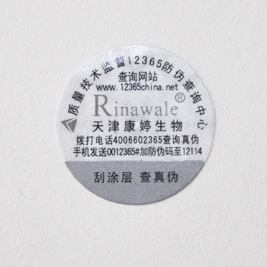 质量技术监督12365防伪查询中心
查询网站
www.12365china.net
Rinawale®
天津康婷生物
拨打电话4006602365查询真伪
手机发送0012365#加防伪码至12114
刮涂层 查真伪